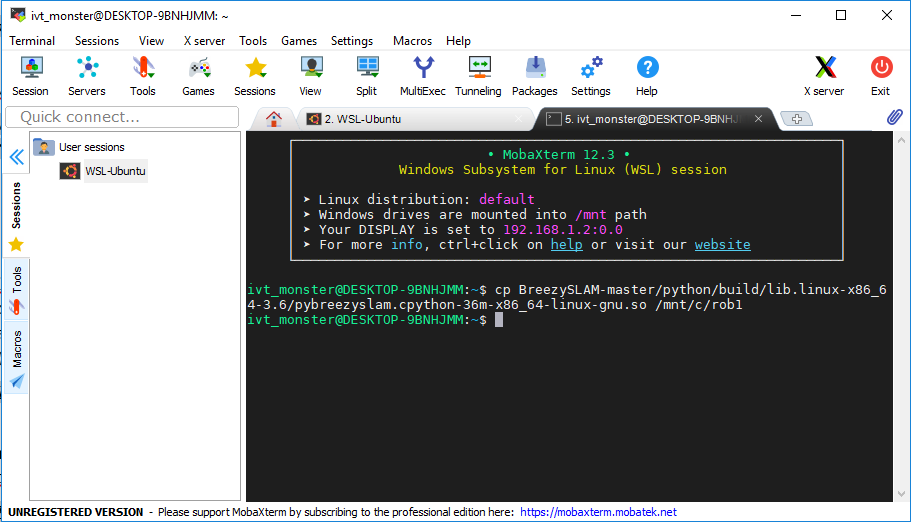 ivt_monster@DESKTOP-9BNHJMM: ~
Terminal Sessions View X server Tools Games Settings Macros Help
Session Servers Tools Games Sessions View Split MultiExec Tunneling Packages Settings Help X server Exit
Quick connect...
2. WSL-Ubuntu
5. ivt_monster@DESKTOP-9BNHJM
User sessions
WSL-Ubuntu
Sessions
Tools
Macros
• MobaXterm 12.3 •
Windows Subsystem for Linux (WSL) session
➤ Linux distribution: default
➤ Windows drives are mounted into /mnt path
➤ Your DISPLAY is set to 192.168.1.2:0.0
➤ For more info, ctrl+click on help or visit our website
ivt_monster@DESKTOP-9BNHJMM:~$ cp BreezySLAM-master/python/build/lib.linux-x86_6
4-3.6/pybreezyslam.cpython-36m-x86_64-linux-gnu.so /mnt/c/rob1
ivt_monster@DESKTOP-9BNHJMM:~$
UNREGISTERED VERSION - Please support MobaXterm by subscribing to the professional edition here: https://mobaxterm.mobatek.net